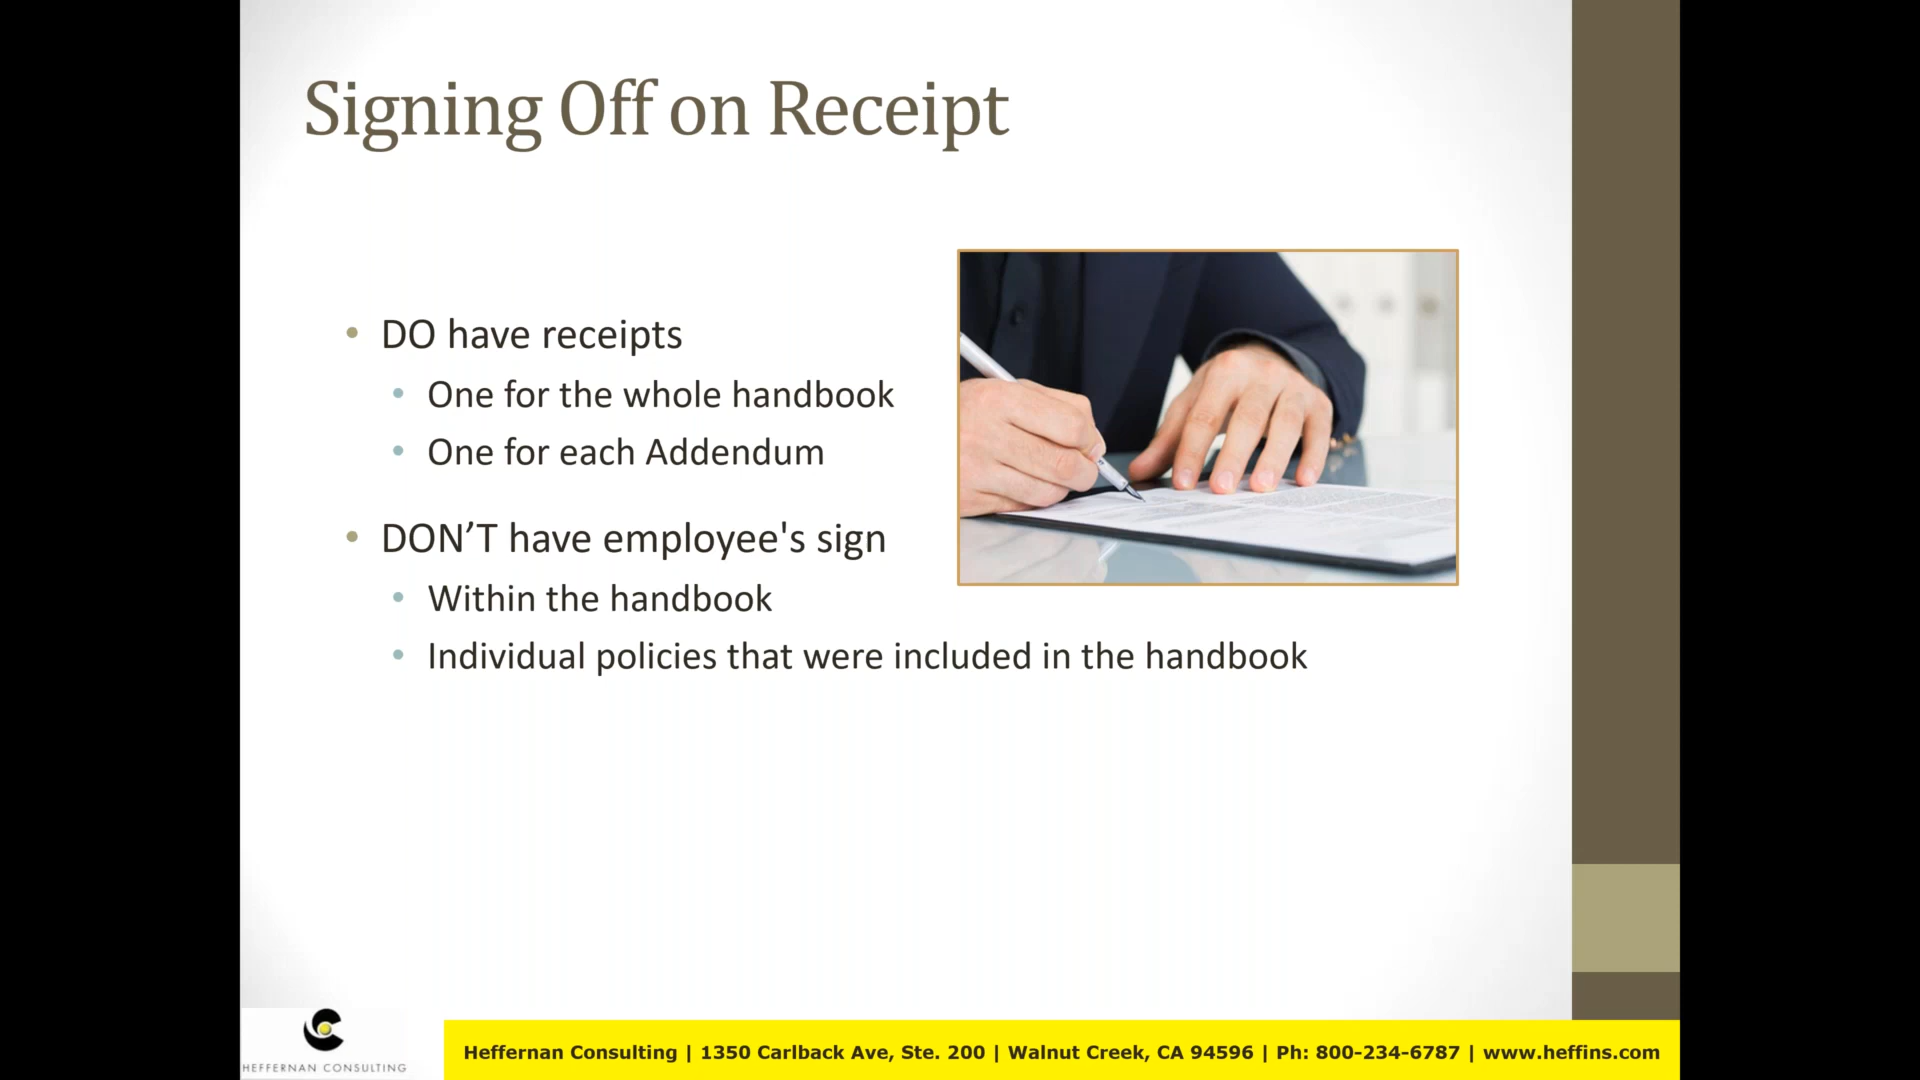 Signing Off on Receipt
• DO have receipts
• One for the whole handbook
• One for each Addendum
• DON’T have employee's sign
• Within the handbook
• Individual policies that were included in the handbook
HEFFERNAN CONSULTING
Heffernan Consulting | 1350 Carlback Ave, Ste. 200 | Walnut Creek, CA 94596 | Ph: 800-234-6787 | www.heffins.com